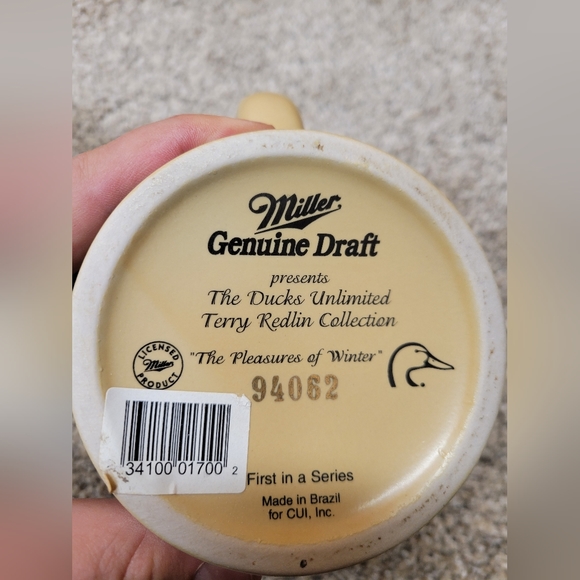 Miller
Genuine Draft
presents
The Ducks Unlimited
Terry Redlin Collection
"The Pleasures of Winter"
LICENSED
Miller
PRODUCT
94062
34100 01700 2
First in a Series
Made in Brazil
for CUI, Inc.